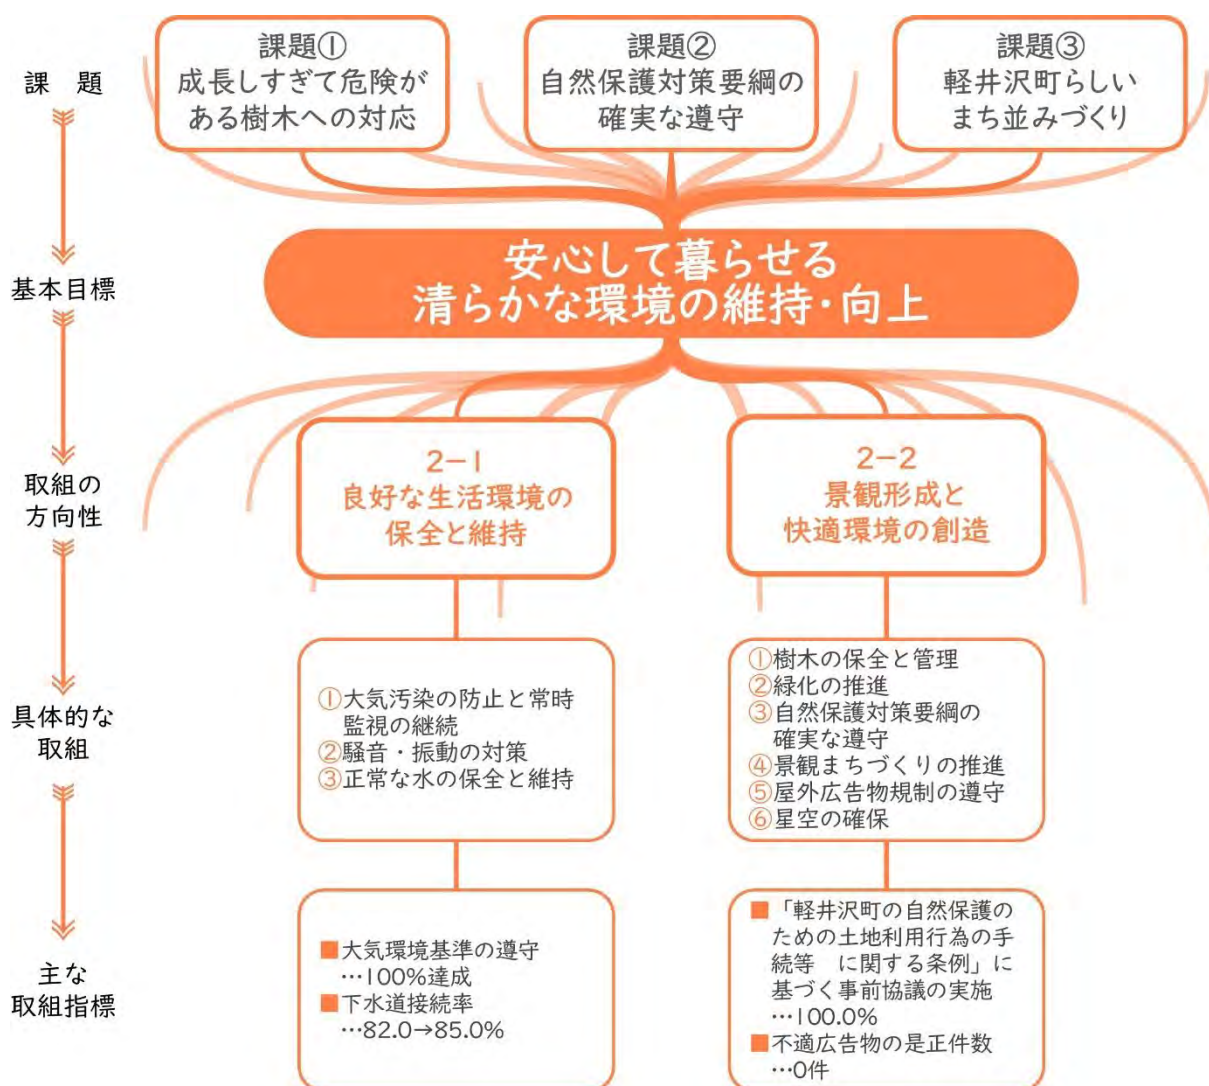 課　題
課題①
成長しすぎて危険が
ある樹木への対応
課題②
自然保護対策要綱の
確実な遵守
課題③
軽井沢町らしい
まち並みづくり
基本目標
安心して暮らせる
清らかな環境の維持・向上
取組の
方向性
2-1
良好な生活環境の
保全と維持
2-2
景観形成と
快適環境の創造
具体的な
取組
①大気汚染の防止と常時
監視の継続
②騒音・振動の対策
③正常な水の保全と維持
①樹木の保全と管理
②緑化の推進
③自然保護対策要綱の
確実な遵守
④景観まちづくりの推進
⑤屋外広告物規制の遵守
⑥星空の確保
主な
取組指標
■大気環境基準の遵守
…100%達成
■下水道接続率
…82.0→85.0%
■「軽井沢町の自然保護の
ための土地利用行為の手
続等　に関する条例」に
基づく事前協議の実施
…100.0%
■不適広告物の是正件数
…0件